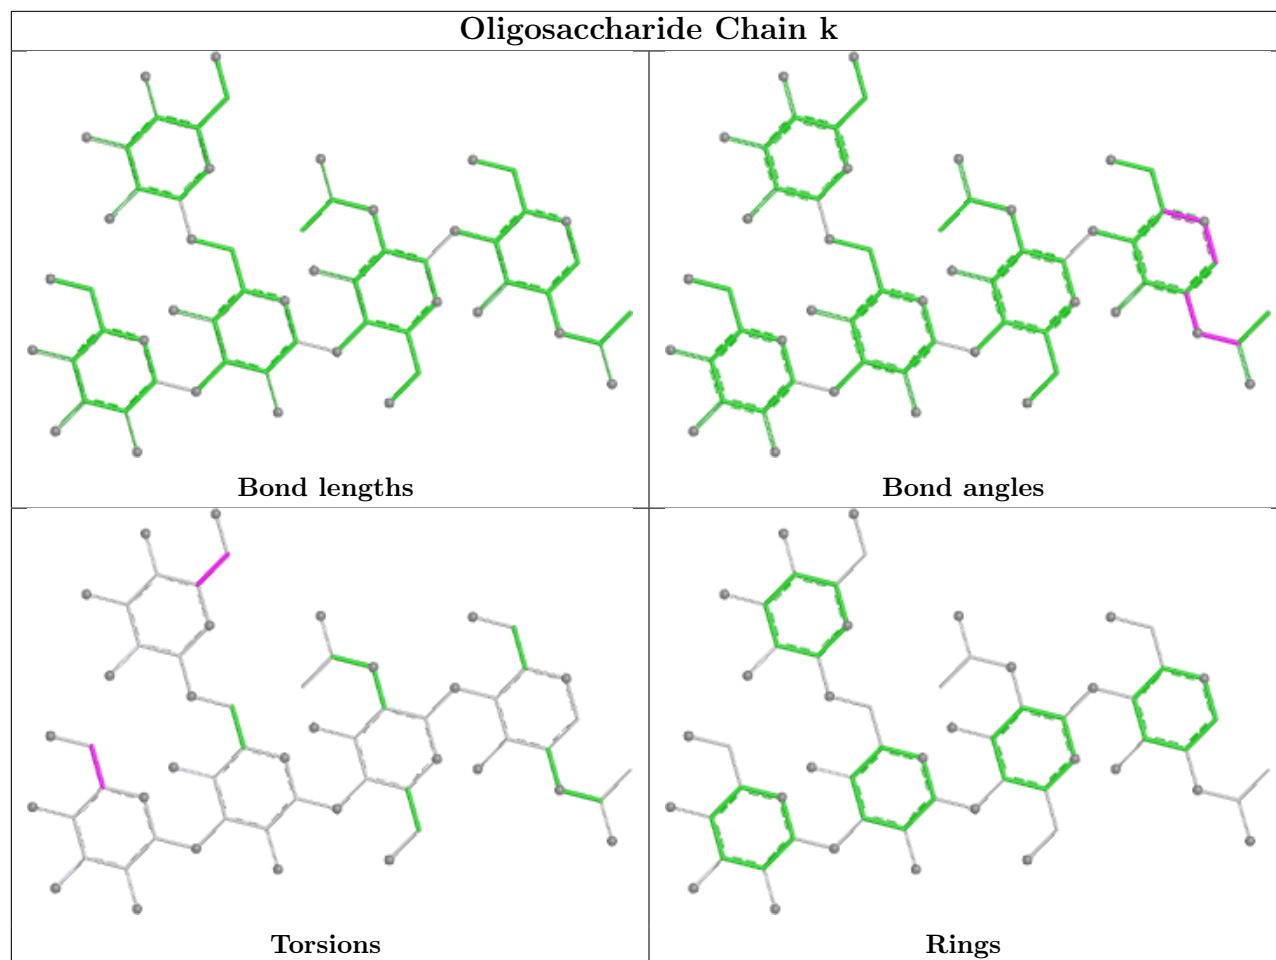 Oligosaccharide Chain k
Bond lengths
Bond angles
Torsions
Rings